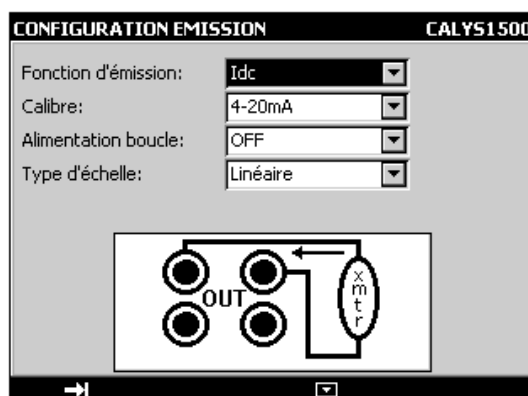 CONFIGURATION EMISSION CALYS1500
Fonction d'émission: Idc
Calibre: 4-20mA
Alimentation boucle: OFF
Type d'échelle: Linéaire
OUT
xmtr